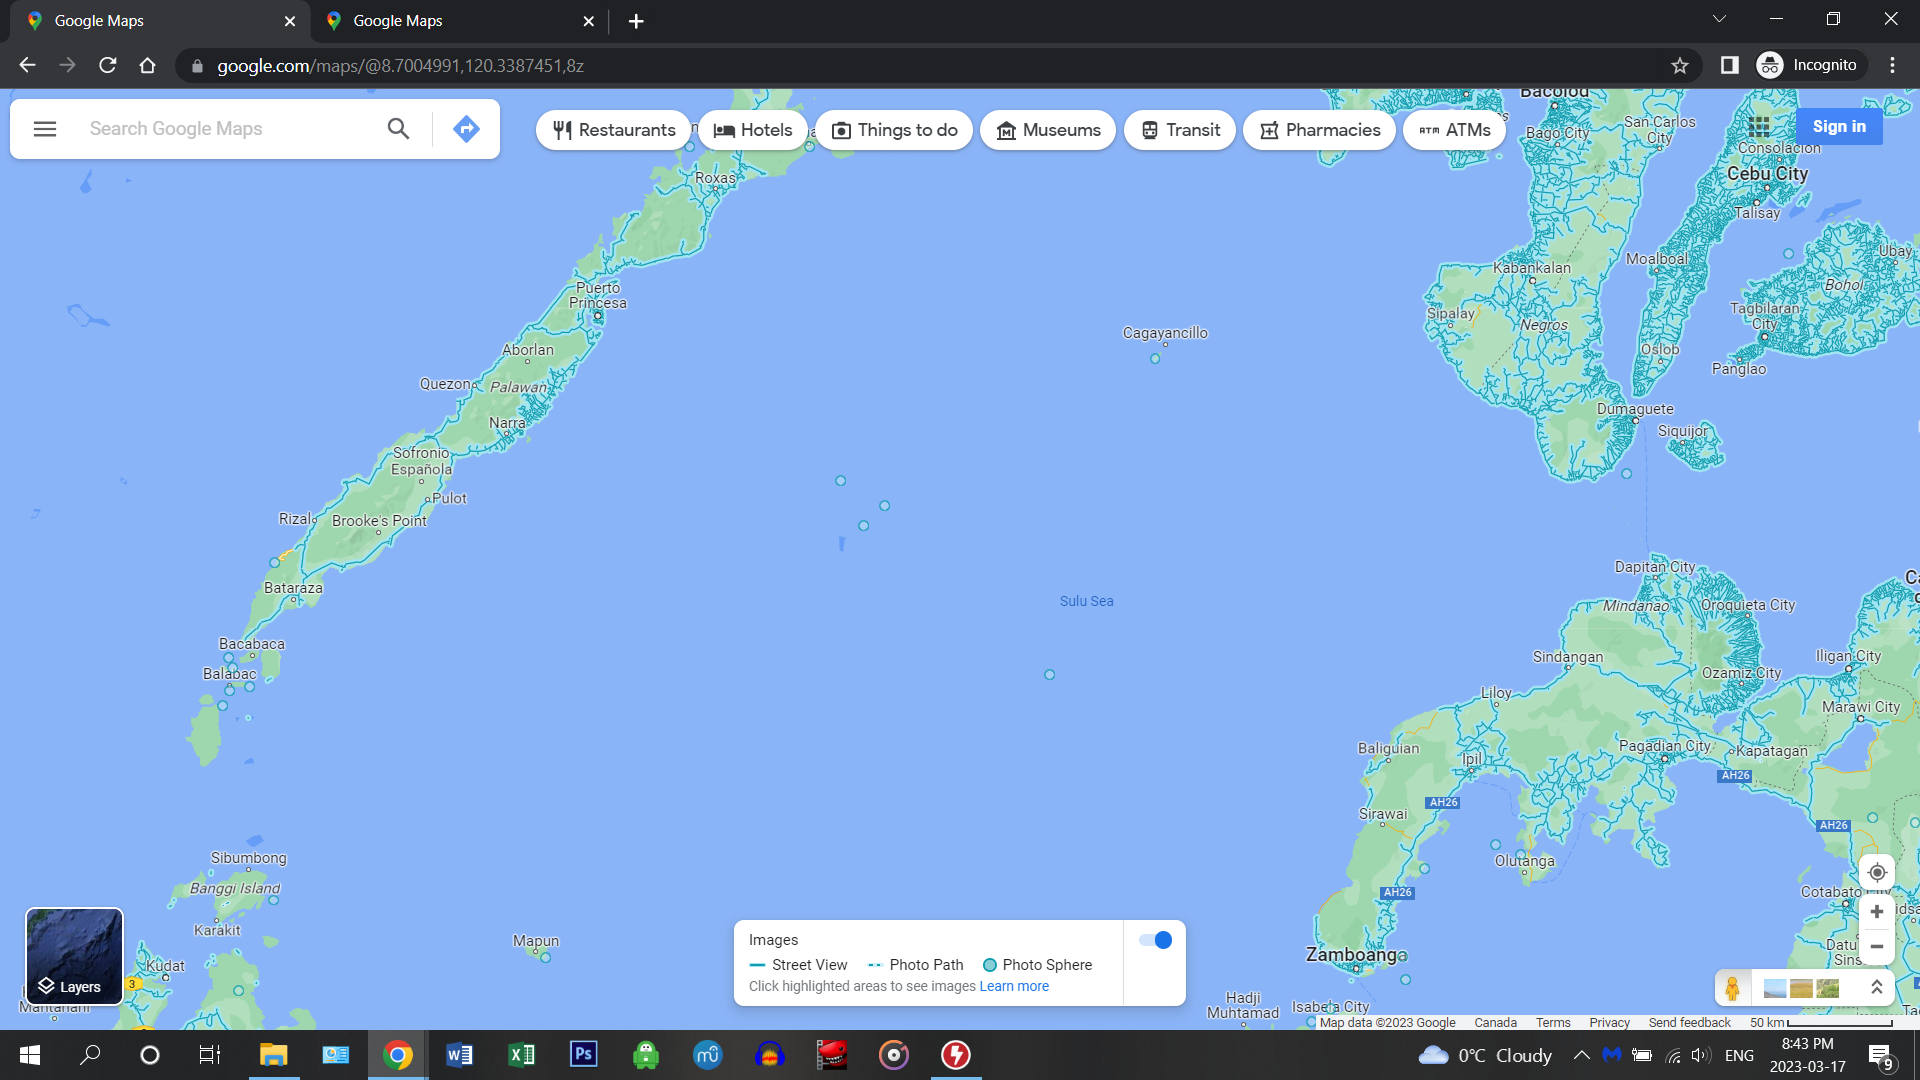 Google Maps
Google Maps
google.com/maps/@8.7004991,120.3387451,8z
Incognito
Search Google Maps
Restaurants
Hotels
Things to do
Museums
Transit
Pharmacies
ATM ATMs
Sign in
Bacolod
Bago City
San Carlos
City
Consolacion
Cebu City
Talisay
Roxas
Puerto
Princesa
Aborlan
Quezon
Palawan
Narra
Sofronio
Española
Pulot
Rizal
Brooke's Point
Bataraza
Bacabaca
Balabac
Cagayancillo
Kabankalan
Moalboal
Ubay
Bohol
Sipalay
Negros
Tagbilaran
City
Oslob
Panglao
Dumaguete
Siquijor
Sulu Sea
Dapitan City
Mindanao
Oroquieta City
Sindangan
Iligan City
Ozamiz City
Liloy
Marawi City
Baliguian
Pagadian City
Kapatagan
Ipil
AH26
AH26
Sirawai
AH26
Olutanga
AH26
Cotabato City
Zamboanga
Datu
Sins
Sibumbong
Banggi Island
Karakit
Kudat
3
Mapun
Hadji
Muhtamad
Isabela City
Layers
Images
Street View
Photo Path
Photo Sphere
Click highlighted areas to see images Learn more
Map data ©2023 Google
Canada
Terms
Privacy
Send feedback
50 km
0°C Cloudy
ENG
8:43 PM
2023-03-17
9